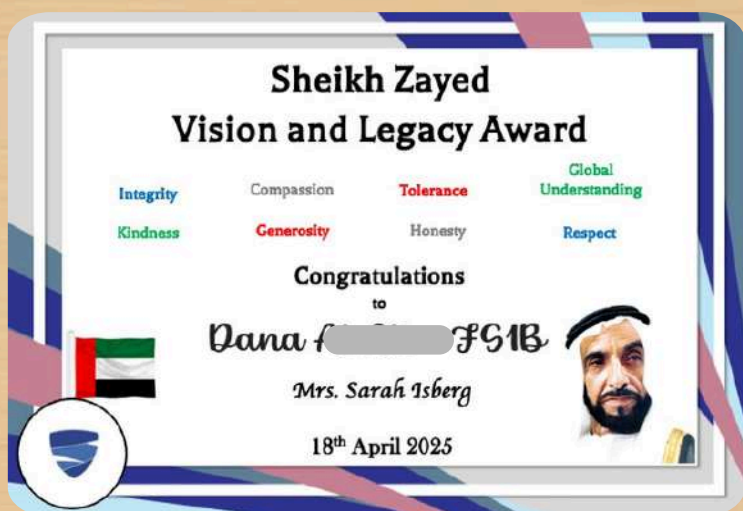 Sheikh Zayed
Vision and Legacy Award
Integrity Compassion Tolerance Global Understanding
Kindness Generosity Honesty Respect
Congratulations
to
Dana FS1B
Mrs. Sarah Isberg
18th April 2025